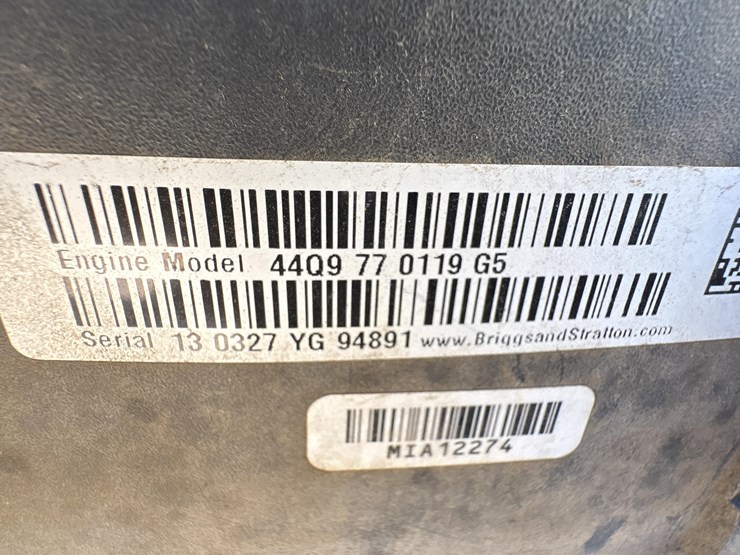 Engine Model 44Q9 77 0119 G5
Serial 13 0327 YG 94891 www.BriggsandStratton.com
MIA12274